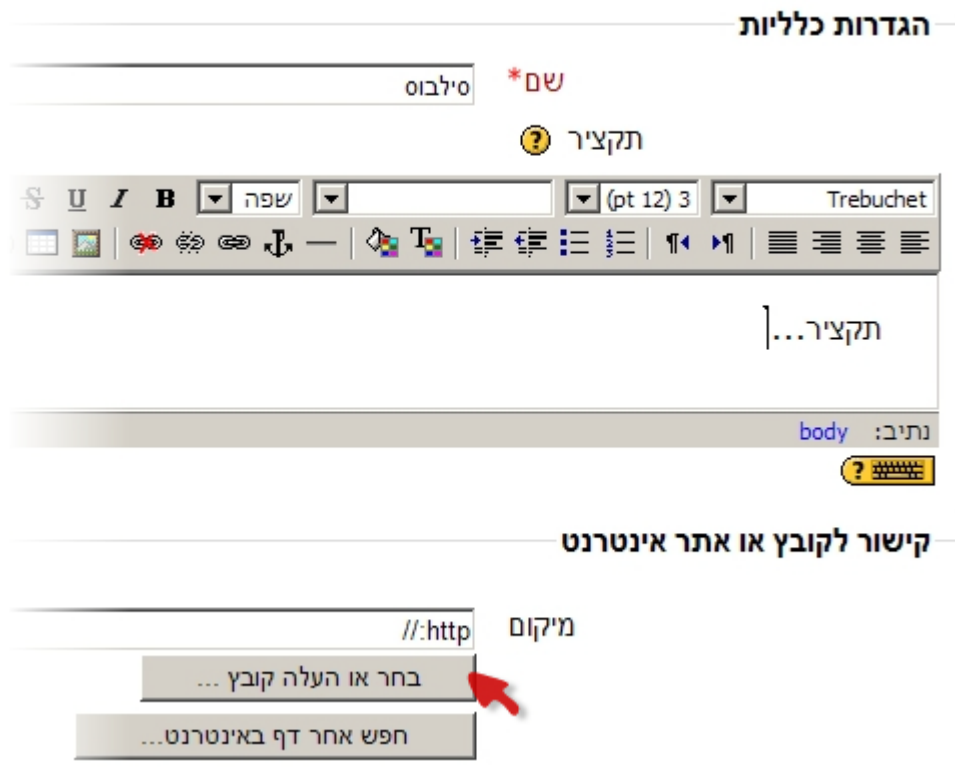 הגדרות כלליות
שם*
סילבוס
תקציר ?
Trebuchet 3 (12 pt) שפה B I U S
תקציר...
נתיב: body
?
קישור לקובץ או אתר אינטרנט
מיקום
http://
בחר או העלה קובץ ...
חפש אחר דף באינטרנט...